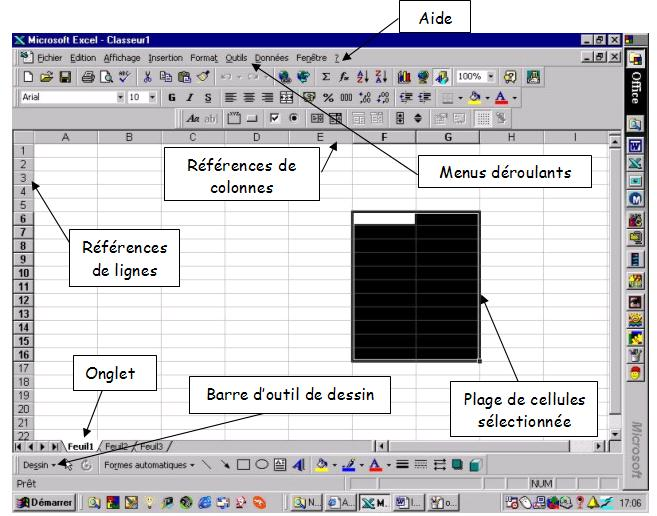 Aide
Microsoft Excel - Classeur1
Fichier Edition Affichage Insertion Format Outils Données Fenêtre ?
100%
Arial 10 G I S
% 000
Aa ab|
A B C D E F G H I
1
2
3
4
5
6
7
8
9
10
11
12
13
14
15
16
17
18
19
20
21
22
Références de
colonnes
Menus déroulants
Références
de lignes
Onglet
Barre d'outil de dessin
Plage de cellules
sélectionnée
Feuil1 Feuil2 Feuil3
Dessin Formes automatiques
Prêt NUM
Démarrer N... A... M... I... o... 17:06
Office
Microsoft